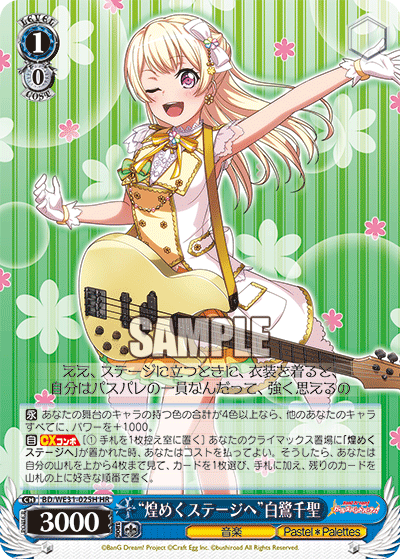 LEVEL
1
0
COST
SAMPLE
ええ、ステージに立つときに、衣装を着ると、
自分はパスパレの一員なんだって、強く思えるの
永 あなたの舞台のキャラの持つ色の合計が4色以上なら、他のあなたのキャラ
すべてに、パワーを+1000。
自 CXコンボ [① 手札を1枚控え室に置く] あなたのクライマックス置場に「煌めく
ステージへ」が置かれた時、あなたはコストを払ってよい。そうしたら、あなたは
自分の山札を上から4枚まで見て、カードを1枚選び、手札に加え、残りのカードを
山札の上に好きな順番で置く。
CH BD/WE31-025H HR
3000
“煌めくステージへ”白鷺千聖
音楽 Pastel*Palettes
©BanG Dream! Project ©Craft Egg Inc. ©bushiroad All Rights Reserved.